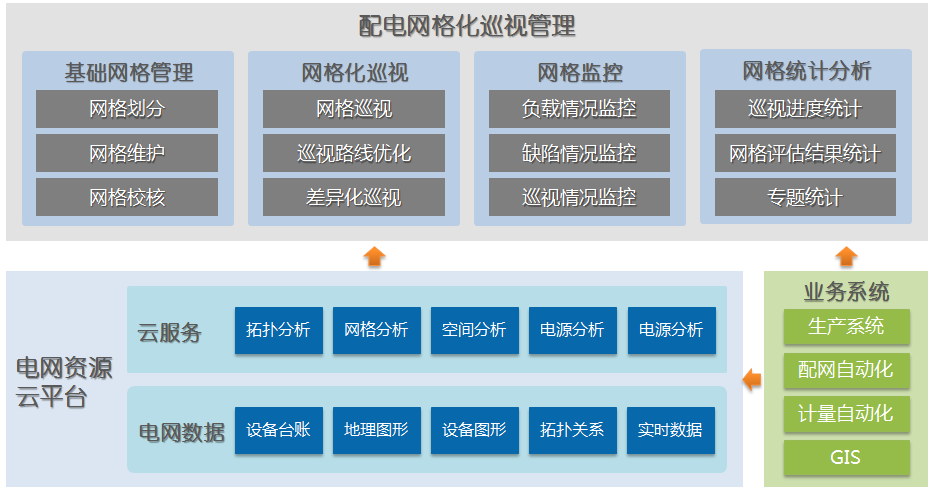 配电网格化巡视管理
基础网格管理
网格划分
网格维护
网格校核
网格化巡视
网格巡视
巡视路线优化
差异化巡视
网格监控
负载情况监控
缺陷情况监控
巡视情况监控
网格统计分析
巡视进度统计
网格评估结果统计
专题统计
电网资源
云平台
云服务
拓扑分析
网格分析
空间分析
电源分析
电源分析
电网数据
设备台账
地理图形
设备图形
拓扑关系
实时数据
业务系统
生产系统
配网自动化
计量自动化
GIS